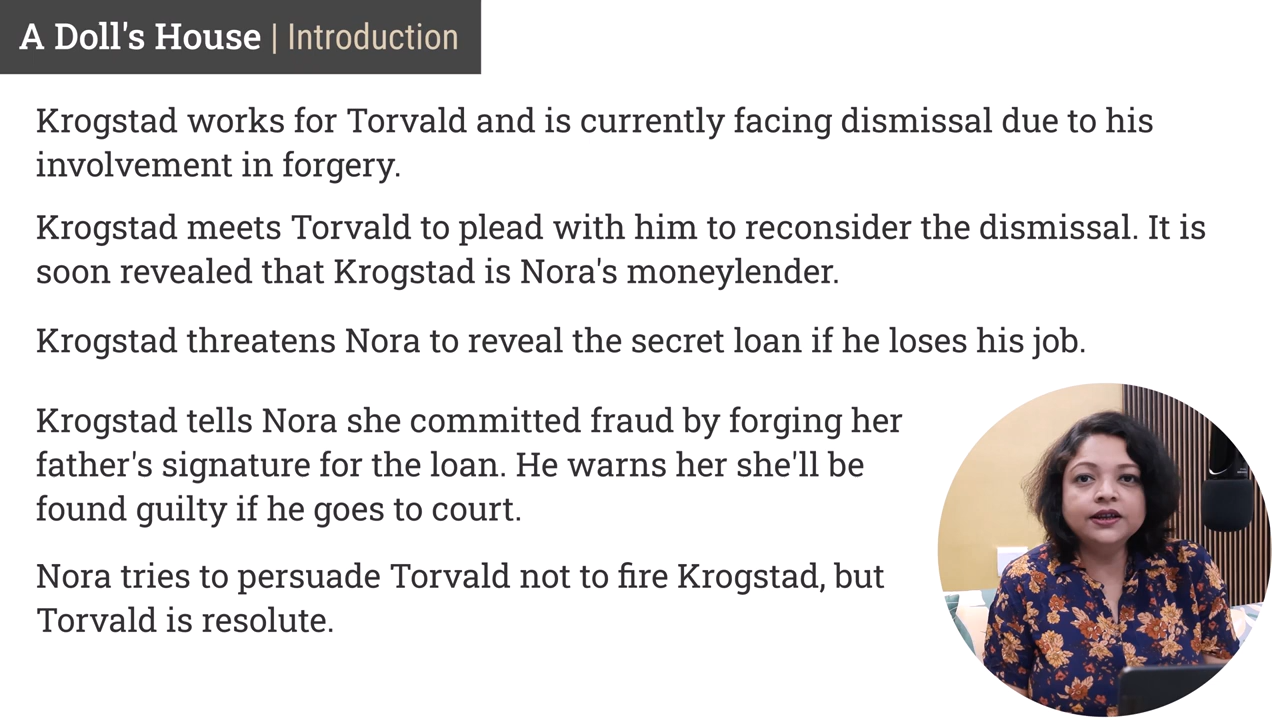 A Doll's House | Introduction
Krogstad works for Torvald and is currently facing dismissal due to his
involvement in forgery.
Krogstad meets Torvald to plead with him to reconsider the dismissal. It is
soon revealed that Krogstad is Nora's moneylender.
Krogstad threatens Nora to reveal the secret loan if he loses his job.
Krogstad tells Nora she committed fraud by forging her
father's signature for the loan. He warns her she'll be
found guilty if he goes to court.
Nora tries to persuade Torvald not to fire Krogstad, but
Torvald is resolute.